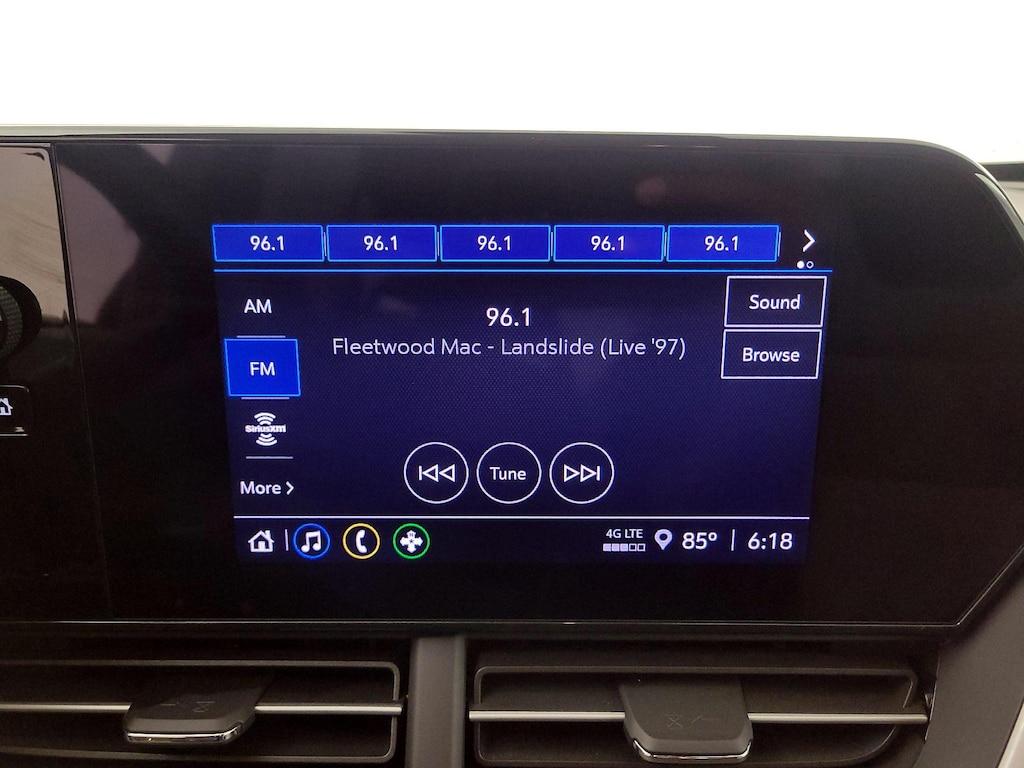 96.1 96.1 96.1 96.1 96.1
AM
96.1
Sound
Fleetwood Mac - Landslide (Live '97)
Browse
FM
SiriusXM
More
Tune
4G LTE
85° 6:18